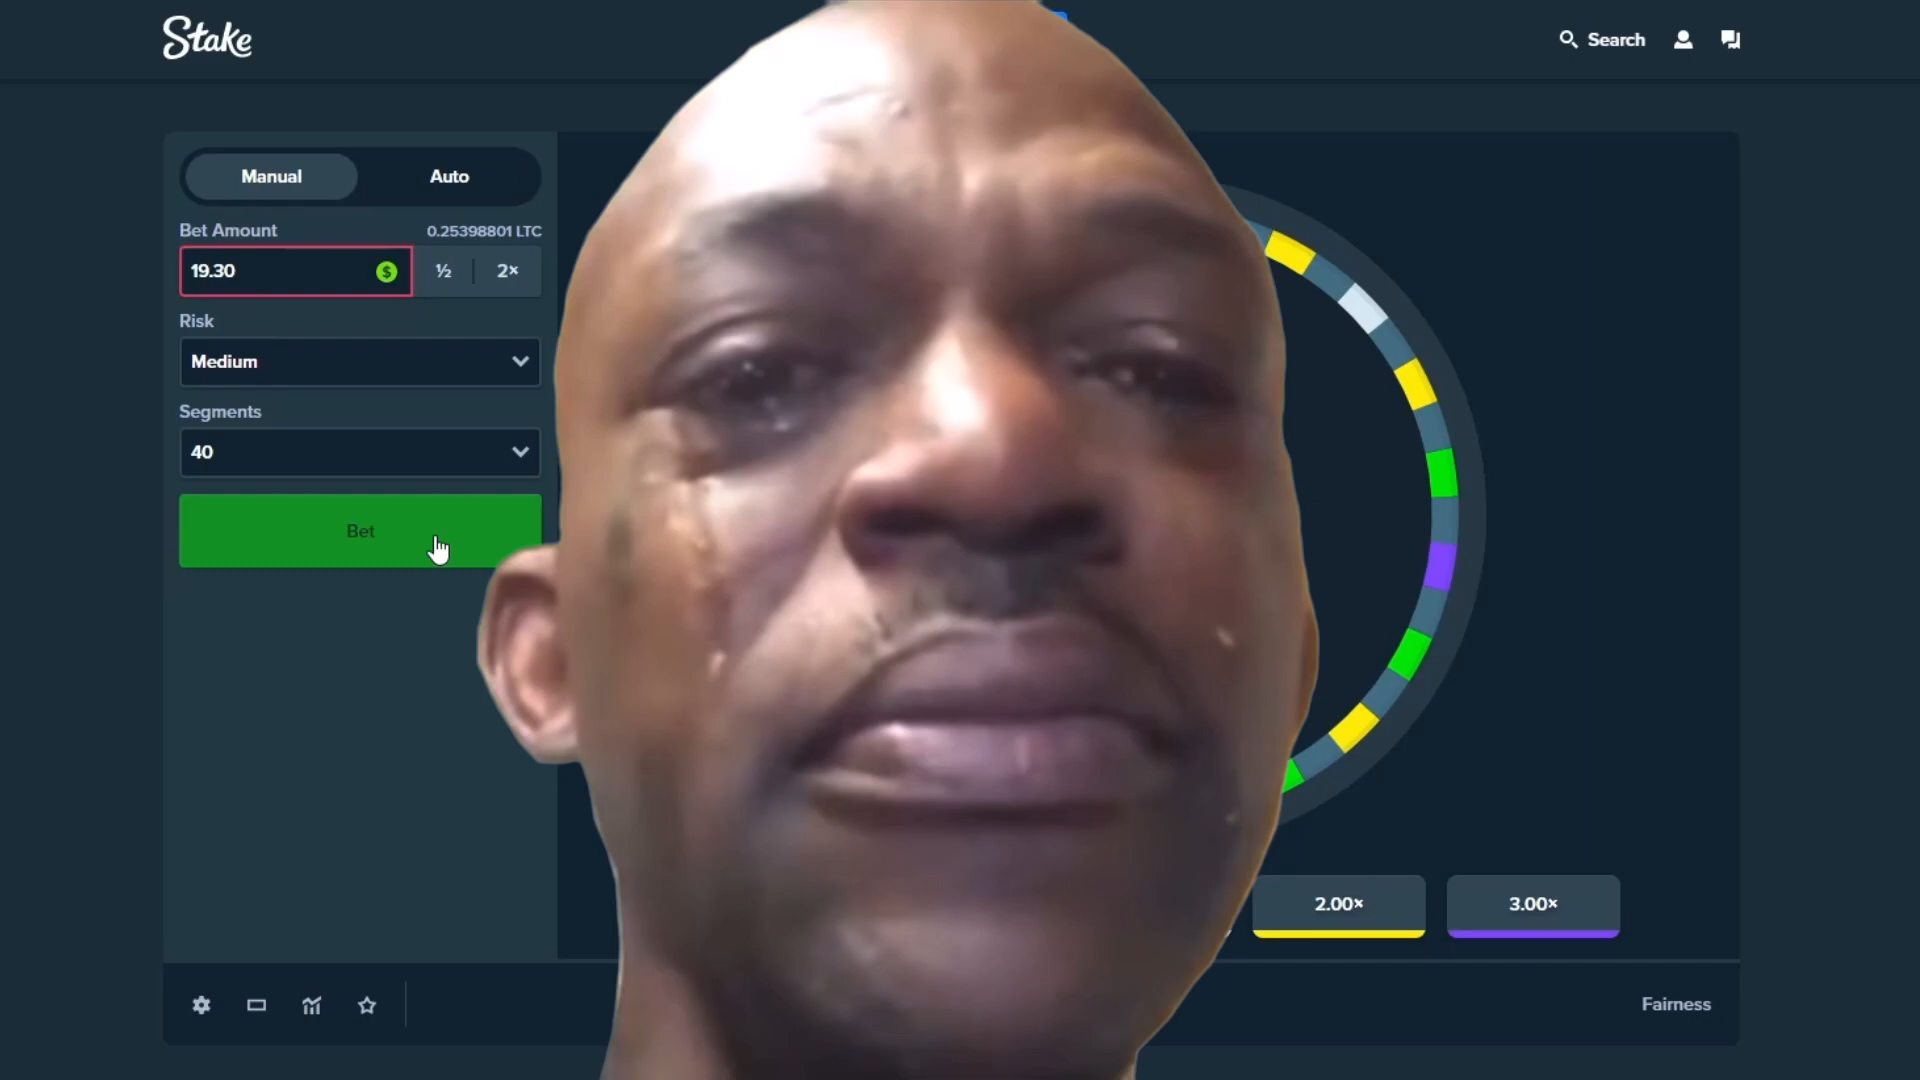 Stake
Search
Manual
Auto
Bet Amount
0.25398801 LTC
19.30
$
½
2×
Risk
Medium
Segments
40
Bet
2.00×
3.00×
Fairness